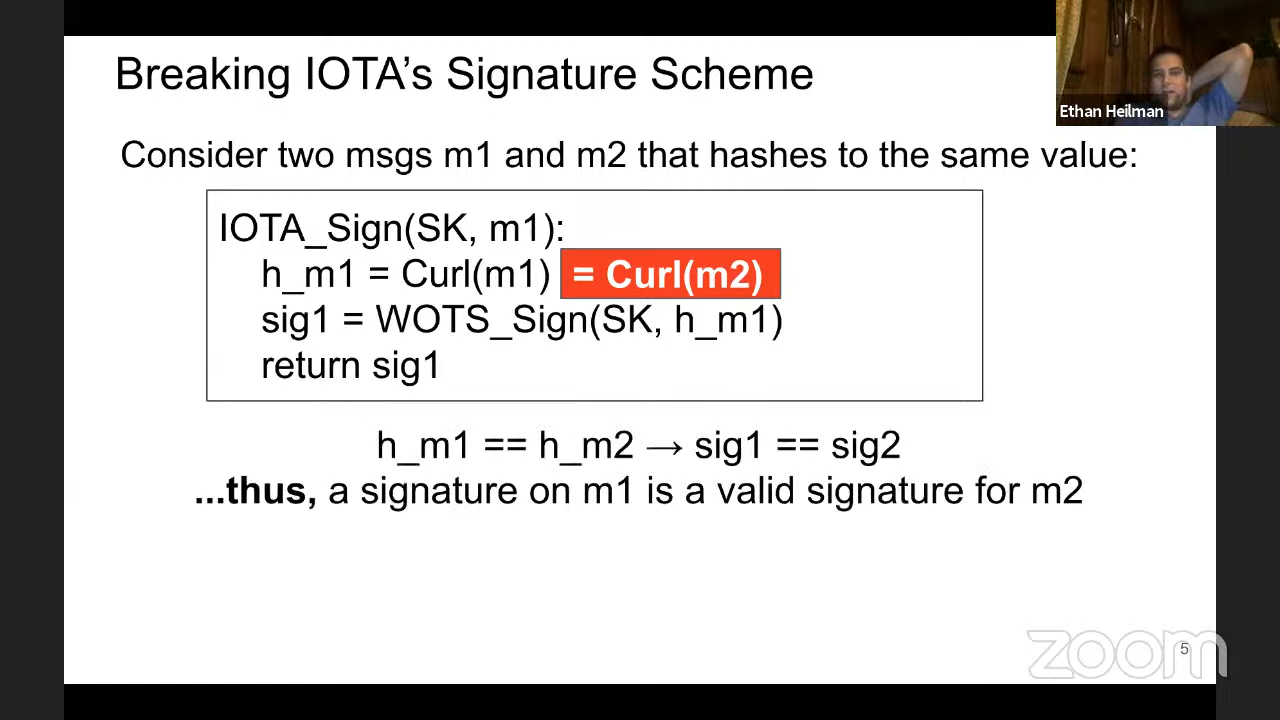 Breaking IOTA's Signature Scheme
Ethan Heilman
Consider two msgs m1 and m2 that hashes to the same value:
IOTA_Sign(SK, m1):
h_m1 = Curl(m1) = Curl(m2)
sig1 = WOTS_Sign(SK, h_m1)
return sig1
h_m1 == h_m2 → sig1 == sig2
...thus, a signature on m1 is a valid signature for m2
zoom
5